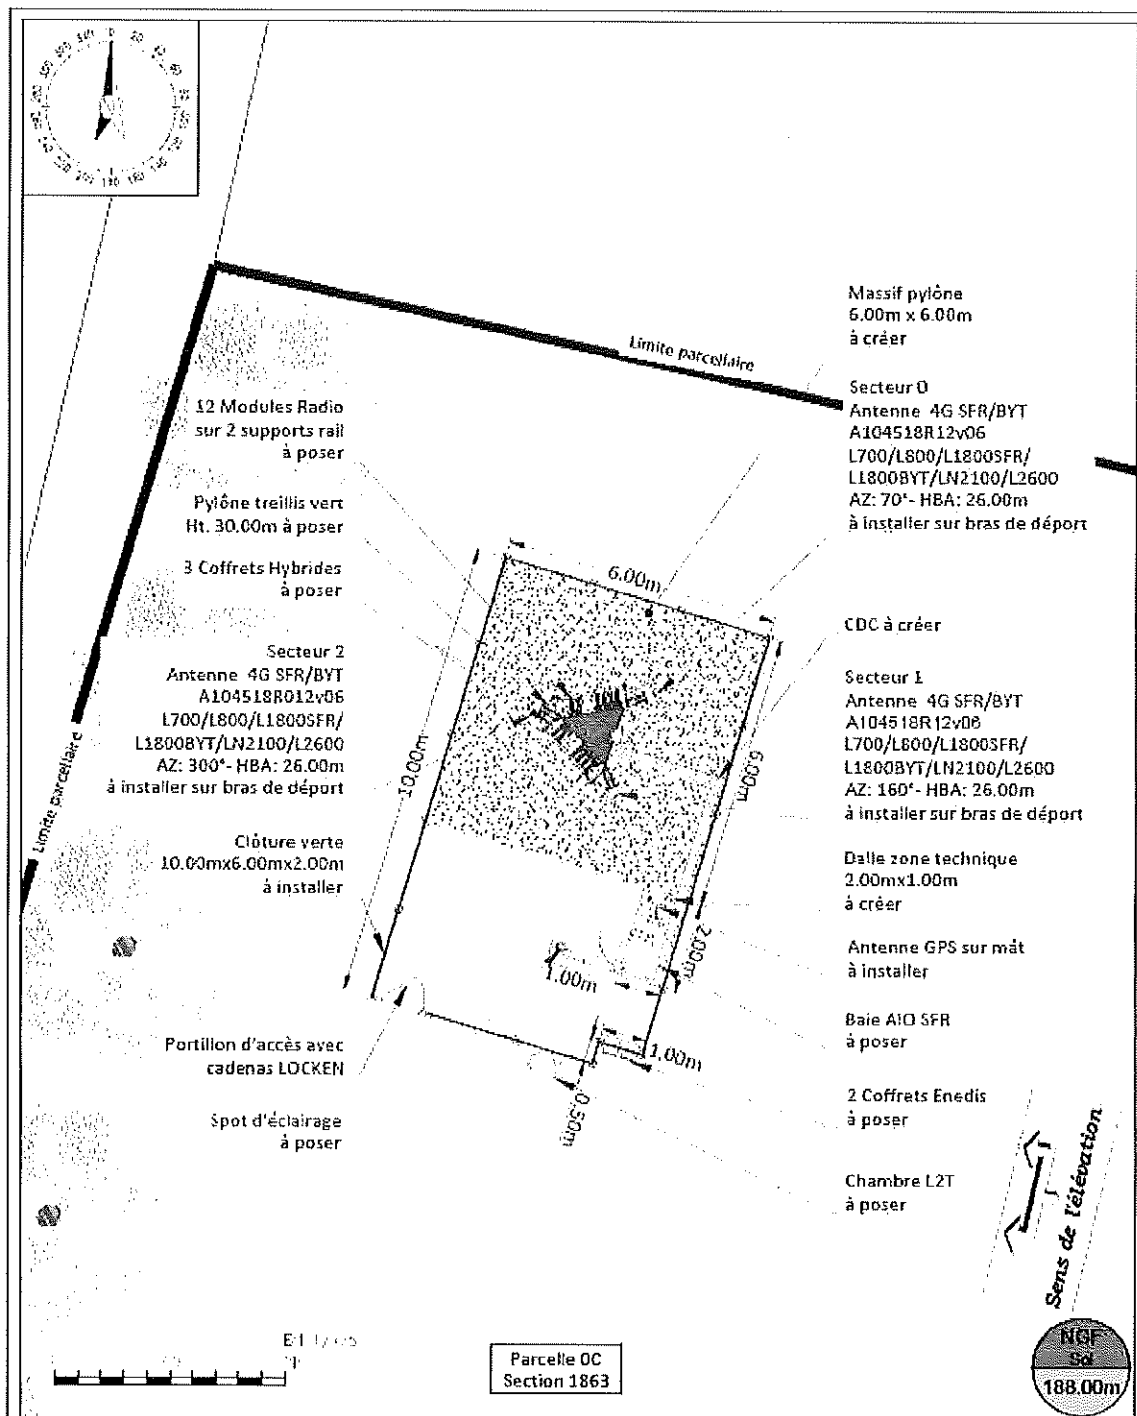 Limite parcellaire
Massif pylône
6.00m x 6.00m
à créer
Secteur 0
Antenne 4G SFR/BYT
A104518R12v06
L700/L800/L1800SFR/
L1800BYT/LN2100/L2600
AZ: 70°- HBA: 26.00m
à installer sur bras de déport
CDC à créer
Secteur 1
Antenne 4G SFR/BYT
A104518R12v06
L700/L800/L1800SFR/
L1800BYT/LN2100/L2600
AZ: 160°- HBA: 26.00m
à installer sur bras de déport
Dalle zone technique
2.00mx1.00m
à créer
Antenne GPS sur mât
à installer
Baie AIO SFR
à poser
2 Coffrets Enedis
à poser
Chambre L2T
à poser
12 Modules Radio
sur 2 supports rail
à poser
Pylône treillis vert
Ht. 30.00m à poser
3 Coffrets Hybrides
à poser
Secteur 2
Antenne 4G SFR/BYT
A104518R012v06
L700/L800/L1800SFR/
L1800BYT/LN2100/L2600
AZ: 300°- HBA: 26.00m
à installer sur bras de déport
Clôture verte
10.00mx6.00mx2.00m
à installer
Portillon d'accès avec
cadenas LOCKEN
Spot d'éclairage
à poser
Limite parcellaire
6.00m
10.00m
6.00m
2.00m
1.00m
1.00m
0.50m
Sens de l'élévation
Parcelle 0C
Section 1863
NGF
Sol
188.00m